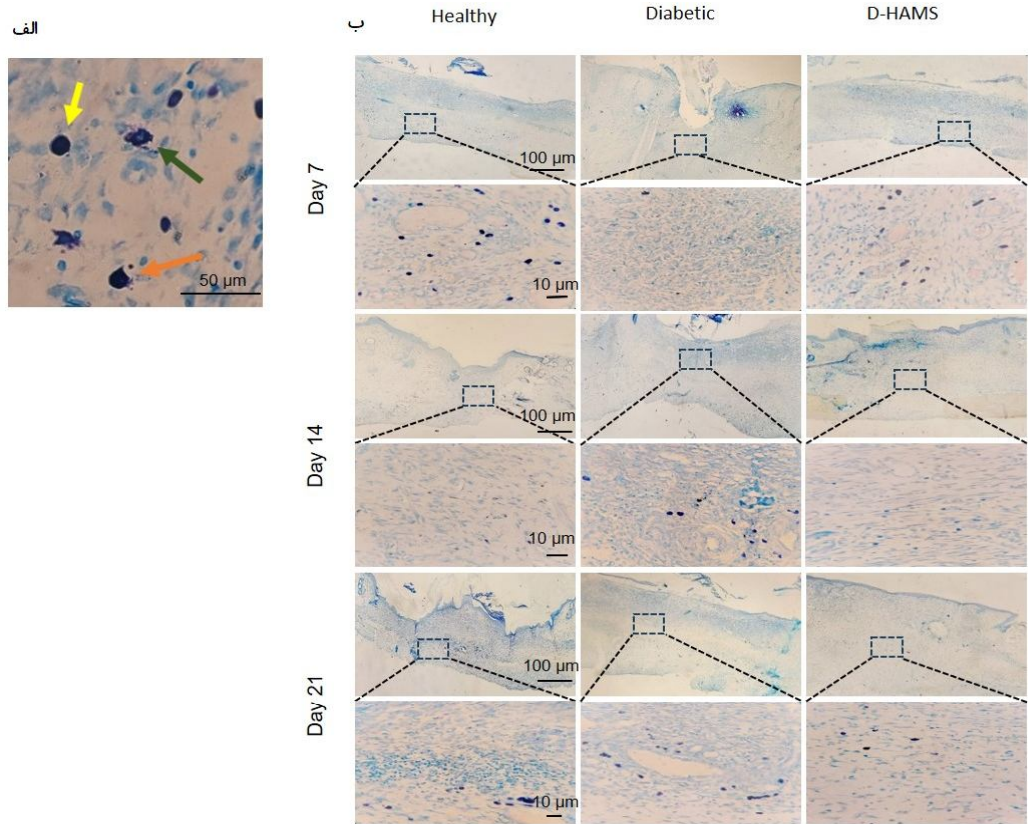 الف
50 µm
ب
Healthy Diabetic D-HAMS
Day 7
100 µm
10 µm
Day 14
100 µm
10 µm
Day 21
100 µm
10 µm